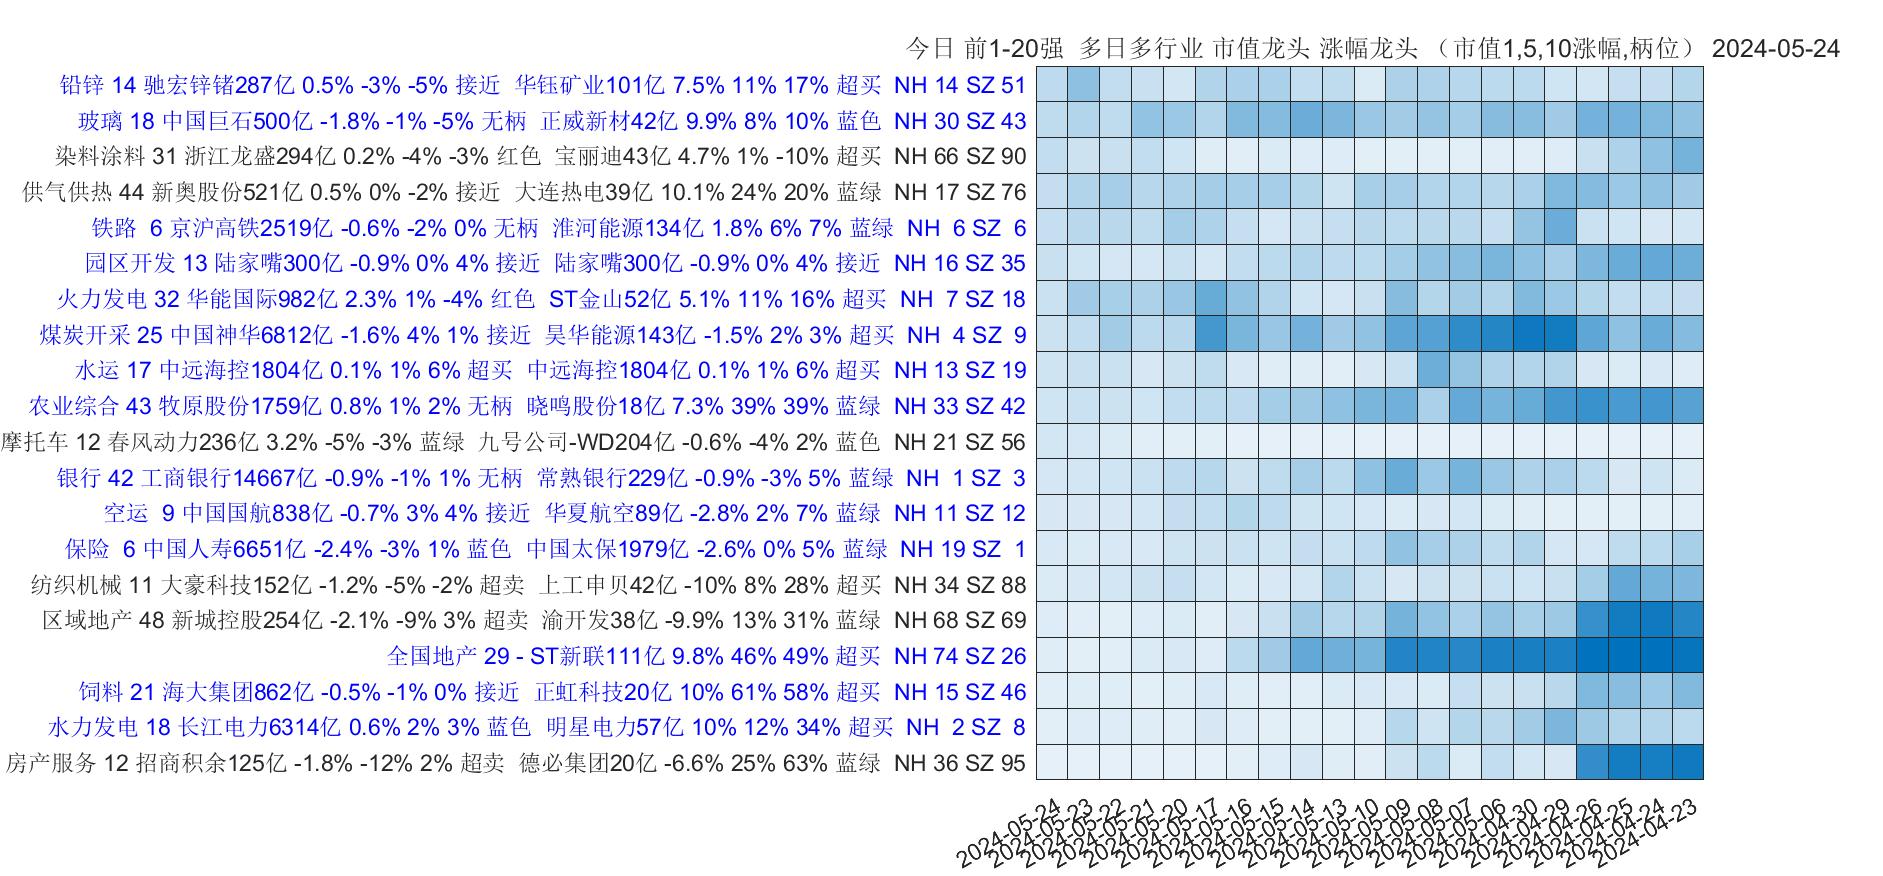 今日 前1-20强 多日多行业 市值龙头 涨幅龙头 （市值1,5,10涨幅,柄位） 2024-05-24
铅锌 14 驰宏锌锗287亿 0.5% -3% -5% 接近 华钰矿业101亿 7.5% 11% 17% 超买 NH 14 SZ 51
玻璃 18 中国巨石500亿 -1.8% -1% -5% 无柄 正威新材42亿 9.9% 8% 10% 蓝色 NH 30 SZ 43
染料涂料 31 浙江龙盛294亿 0.2% -4% -3% 红色 宝丽迪43亿 4.7% 1% -10% 超买 NH 66 SZ 90
供气供热 44 新奥股份521亿 0.5% 0% -2% 接近 大连热电39亿 10.1% 24% 20% 蓝绿 NH 17 SZ 76
铁路 6 京沪高铁2519亿 -0.6% -2% 0% 无柄 淮河能源134亿 1.8% 6% 7% 蓝绿 NH 6 SZ 6
园区开发 13 陆家嘴300亿 -0.9% 0% 4% 接近 陆家嘴300亿 -0.9% 0% 4% 接近 NH 16 SZ 35
火力发电 32 华能国际982亿 2.3% 1% -4% 红色 ST金山52亿 5.1% 11% 16% 超买 NH 7 SZ 18
煤炭开采 25 中国神华6812亿 -1.6% 4% 1% 接近 昊华能源143亿 -1.5% 2% 3% 超买 NH 4 SZ 9
水运 17 中远海控1804亿 0.1% 1% 6% 超买 中远海控1804亿 0.1% 1% 6% 超买 NH 13 SZ 19
农业综合 43 牧原股份1759亿 0.8% 1% 2% 无柄 晓鸣股份18亿 7.3% 39% 39% 蓝绿 NH 33 SZ 42
摩托车 12 春风动力236亿 3.2% -5% -3% 蓝绿 九号公司-WD204亿 -0.6% -4% 2% 蓝色 NH 21 SZ 56
银行 42 工商银行14667亿 -0.9% -1% 1% 无柄 常熟银行229亿 -0.9% -3% 5% 蓝绿 NH 1 SZ 3
空运 9 中国国航838亿 -0.7% 3% 4% 接近 华夏航空89亿 -2.8% 2% 7% 蓝绿 NH 11 SZ 12
保险 6 中国人寿6651亿 -2.4% -3% 1% 蓝色 中国太保1979亿 -2.6% 0% 5% 蓝绿 NH 19 SZ 1
纺织机械 11 大豪科技152亿 -1.2% -5% -2% 超卖 上工申贝42亿 -10% 8% 28% 超买 NH 34 SZ 88
区域地产 48 新城控股254亿 -2.1% -9% 3% 超卖 渝开发38亿 -9.9% 13% 31% 蓝绿 NH 68 SZ 69
全国地产 29 - ST新联111亿 9.8% 46% 49% 超买 NH 74 SZ 26
饲料 21 海大集团862亿 -0.5% -1% 0% 接近 正虹科技20亿 10% 61% 58% 超买 NH 15 SZ 46
水力发电 18 长江电力6314亿 0.6% 2% 3% 蓝色 明星电力57亿 10% 12% 34% 超买 NH 2 SZ 8
房产服务 12 招商积余125亿 -1.8% -12% 2% 超卖 德必集团20亿 -6.6% 25% 63% 蓝绿 NH 36 SZ 95
2024-05-24
2024-05-23
2024-05-22
2024-05-21
2024-05-20
2024-05-17
2024-05-16
2024-05-15
2024-05-14
2024-05-13
2024-05-10
2024-05-09
2024-05-08
2024-05-07
2024-05-06
2024-04-30
2024-04-29
2024-04-26
2024-04-25
2024-04-24
2024-04-23